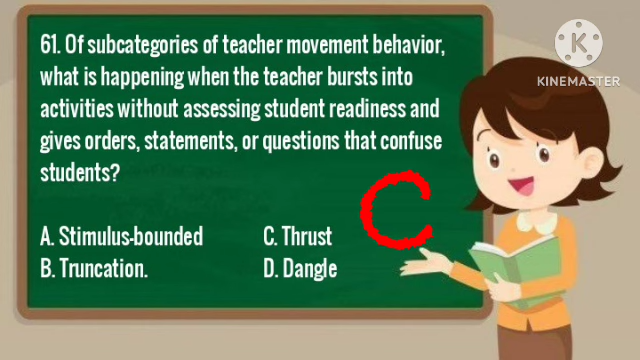 61. Of subcategories of teacher movement behavior,
what is happening when the teacher bursts into
activities without assessing student readiness and
gives orders, statements, or questions that confuse
students?
A. Stimulus-bounded
B. Truncation.
C. Thrust
D. Dangle
C
K
KINEMASTER